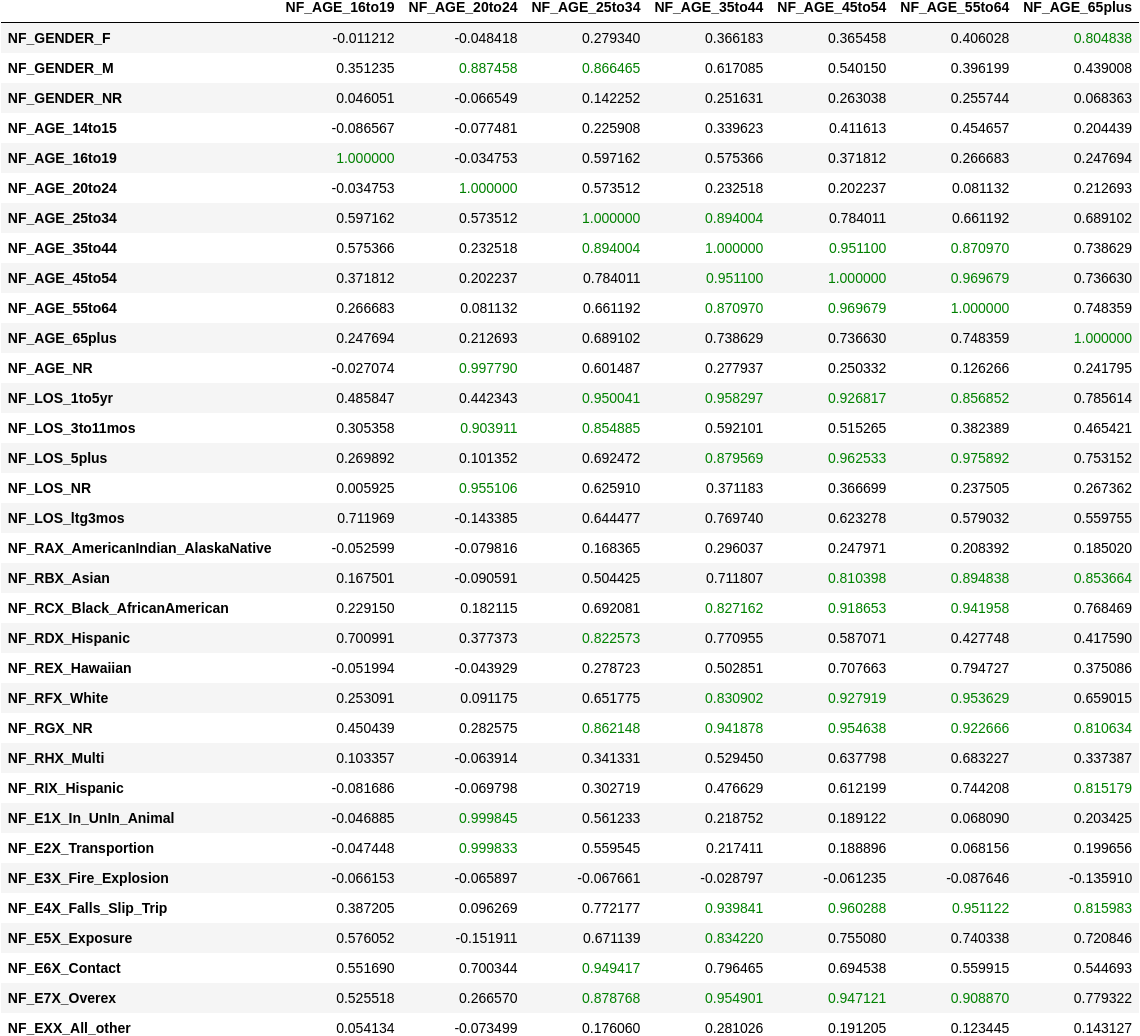 NF_AGE_16to19 NF_AGE_20to24 NF_AGE_25to34 NF_AGE_35to44 NF_AGE_45to54 NF_AGE_55to64 NF_AGE_65plus
NF_GENDER_F -0.011212 -0.048418 0.279340 0.366183 0.365458 0.406028 0.804838
NF_GENDER_M 0.351235 0.887458 0.866465 0.617085 0.540150 0.396199 0.439008
NF_GENDER_NR 0.046051 -0.066549 0.142252 0.251631 0.263038 0.255744 0.068363
NF_AGE_14to15 -0.086567 -0.077481 0.225908 0.339623 0.411613 0.454657 0.204439
NF_AGE_16to19 1.000000 -0.034753 0.597162 0.575366 0.371812 0.266683 0.247694
NF_AGE_20to24 -0.034753 1.000000 0.573512 0.232518 0.202237 0.081132 0.212693
NF_AGE_25to34 0.597162 0.573512 1.000000 0.894004 0.784011 0.661192 0.689102
NF_AGE_35to44 0.575366 0.232518 0.894004 1.000000 0.951100 0.870970 0.738629
NF_AGE_45to54 0.371812 0.202237 0.784011 0.951100 1.000000 0.969679 0.736630
NF_AGE_55to64 0.266683 0.081132 0.661192 0.870970 0.969679 1.000000 0.748359
NF_AGE_65plus 0.247694 0.212693 0.689102 0.738629 0.736630 0.748359 1.000000
NF_AGE_NR -0.027074 0.997790 0.601487 0.277937 0.250332 0.126266 0.241795
NF_LOS_1to5yr 0.485847 0.442343 0.950041 0.958297 0.926817 0.856852 0.785614
NF_LOS_3to11mos 0.305358 0.903911 0.854885 0.592101 0.515265 0.382389 0.465421
NF_LOS_5plus 0.269892 0.101352 0.692472 0.879569 0.962533 0.975892 0.753152
NF_LOS_NR 0.005925 0.955106 0.625910 0.371183 0.366699 0.237505 0.267362
NF_LOS_ltg3mos 0.711969 -0.143385 0.644477 0.769740 0.623278 0.579032 0.559755
NF_RAX_AmericanIndian_AlaskaNative -0.052599 -0.079816 0.168365 0.296037 0.247971 0.208392 0.185020
NF_RBX_Asian 0.167501 -0.090591 0.504425 0.711807 0.810398 0.894838 0.853664
NF_RCX_Black_AfricanAmerican 0.229150 0.182115 0.692081 0.827162 0.918653 0.941958 0.768469
NF_RDX_Hispanic 0.700991 0.377373 0.822573 0.770955 0.587071 0.427748 0.417590
NF_REX_Hawaiian -0.051994 -0.043929 0.278723 0.502851 0.707663 0.794727 0.375086
NF_RFX_White 0.253091 0.091175 0.651775 0.830902 0.927919 0.953629 0.659015
NF_RGX_NR 0.450439 0.282575 0.862148 0.941878 0.954638 0.922666 0.810634
NF_RHX_Multi 0.103357 -0.063914 0.341331 0.529450 0.637798 0.683227 0.337387
NF_RIX_Hispanic -0.081686 -0.069798 0.302719 0.476629 0.612199 0.744208 0.815179
NF_E1X_In_UnIn_Animal -0.046885 0.999845 0.561233 0.218752 0.189122 0.068090 0.203425
NF_E2X_Transportion -0.047448 0.999833 0.559545 0.217411 0.188896 0.068156 0.199656
NF_E3X_Fire_Explosion -0.066153 -0.065897 -0.067661 -0.028797 -0.061235 -0.087646 -0.135910
NF_E4X_Falls_Slip_Trip 0.387205 0.096269 0.772177 0.939841 0.960288 0.951122 0.815983
NF_E5X_Exposure 0.576052 -0.151911 0.671139 0.834220 0.755080 0.740338 0.720846
NF_E6X_Contact 0.551690 0.700344 0.949417 0.796465 0.694538 0.559915 0.544693
NF_E7X_Overex 0.525518 0.266570 0.878768 0.954901 0.947121 0.908870 0.779322
NF_EXX_All_other 0.054134 -0.073499 0.176060 0.281026 0.191205 0.123445 0.143127